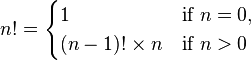 n! = { 1 if n = 0,
(n − 1)! × n if n > 0